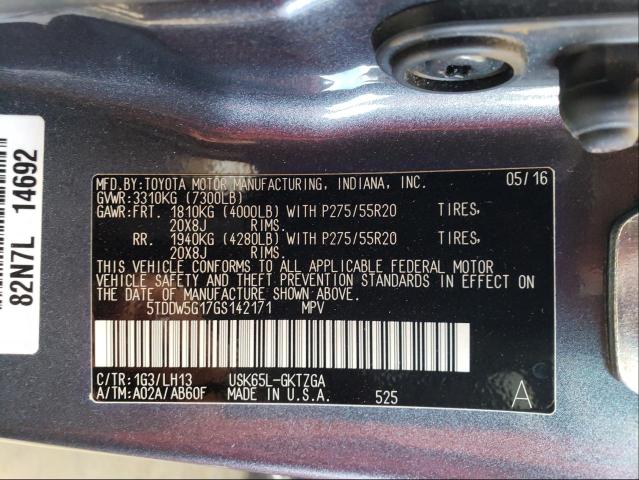 MFD.BY:TOYOTA MOTOR MANUFACTURING, INDIANA, INC. 05/16
GVWR:3310KG (7300LB)
GAWR:FRT. 1810KG (4000LB) WITH P275/55R20 TIRES,
20X8J RIMS.
RR. 1940KG (4280LB) WITH P275/55R20 TIRES,
20X8J RIMS.
THIS VEHICLE CONFORMS TO ALL APPLICABLE FEDERAL MOTOR
VEHICLE SAFETY AND THEFT PREVENTION STANDARDS IN EFFECT ON
THE DATE OF MANUFACTURE SHOWN ABOVE.
5TDDW5G17GS142171 MPV
C/TR:1G3/LH13 USK65L-GKTZGA
A/TM:A02A/AB60F MADE IN U.S.A. 525 A
82N7L 14692